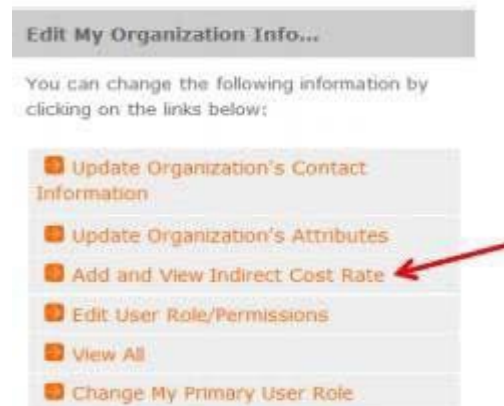 Edit My Organization Info...
You can change the following information by
clicking on the links below:
Update Organization's Contact
Information
Update Organization's Attributes
Add and View Indirect Cost Rate
Edit User Role/Permissions
View All
Change My Primary User Role